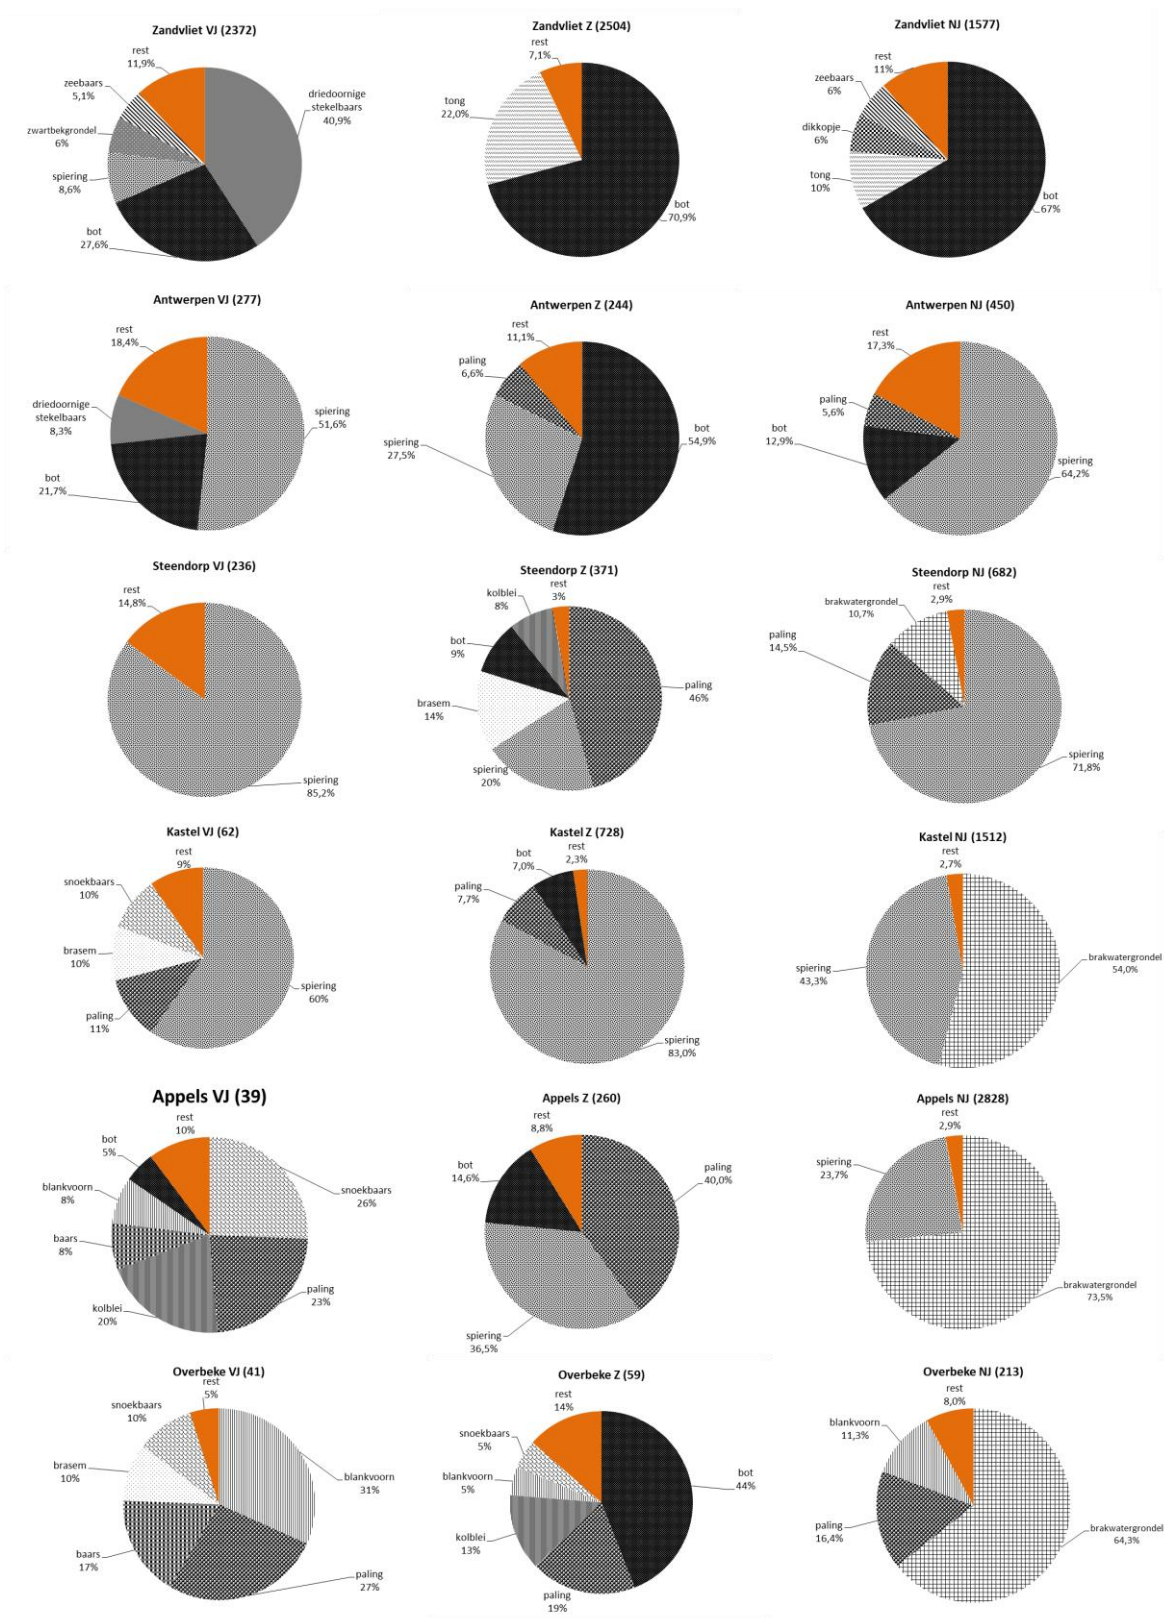 Zandvliet VJ (2372)
rest
11,9%
zeebaars
5,1%
zwartbekgrondel
6%
spiering
8,6%
bot
27,6%
driedoornige
stekelbaars
40,9%
Zandvliet Z (2504)
rest
7,1%
tong
22,0%
bot
70,9%
Zandvliet NJ (1577)
rest
11%
zeebaars
6%
dikkopje
6%
tong
10%
bot
67%
Antwerpen VJ (277)
rest
18,4%
driedoornige
stekelbaars
8,3%
bot
21,7%
spiering
51,6%
Antwerpen Z (244)
rest
11,1%
paling
6,6%
spiering
27,5%
bot
54,9%
Antwerpen NJ (450)
rest
17,3%
paling
5,6%
bot
12,9%
spiering
64,2%
Steendorp VJ (236)
rest
14,8%
spiering
85,2%
Steendorp Z (371)
rest
3%
kolblei
8%
bot
9%
brasem
14%
spiering
20%
paling
46%
Steendorp NJ (682)
rest
2,9%
brakwatergrondel
10,7%
paling
14,5%
spiering
71,8%
Kastel VJ (62)
rest
9%
snoekbaars
10%
brasem
10%
paling
11%
spiering
60%
Kastel Z (728)
rest
2,3%
bot
7,0%
paling
7,7%
spiering
83,0%
Kastel NJ (1512)
rest
2,7%
spiering
43,3%
brakwatergrondel
54,0%
Appels VJ (39)
rest
10%
bot
5%
blankvoorn
8%
baars
8%
kolblei
20%
paling
23%
snoekbaars
26%
Appels Z (260)
rest
8,8%
bot
14,6%
spiering
36,5%
paling
40,0%
Appels NJ (2828)
rest
2,9%
spiering
23,7%
brakwatergrondel
73,5%
Overbeke VJ (41)
rest
5%
snoekbaars
10%
brasem
10%
baars
17%
paling
27%
blankvoorn
31%
Overbeke Z (59)
rest
14%
snoekbaars
5%
blankvoorn
5%
kolblei
13%
paling
19%
bot
44%
Overbeke NJ (213)
rest
8,0%
blankvoorn
11,3%
paling
16,4%
brakwatergrondel
64,3%